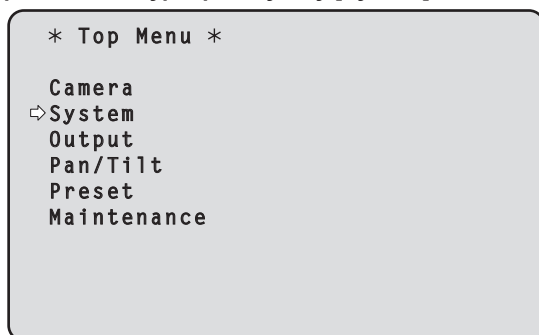 * Top Menu *
Camera
⇨System
Output
Pan/Tilt
Preset
Maintenance